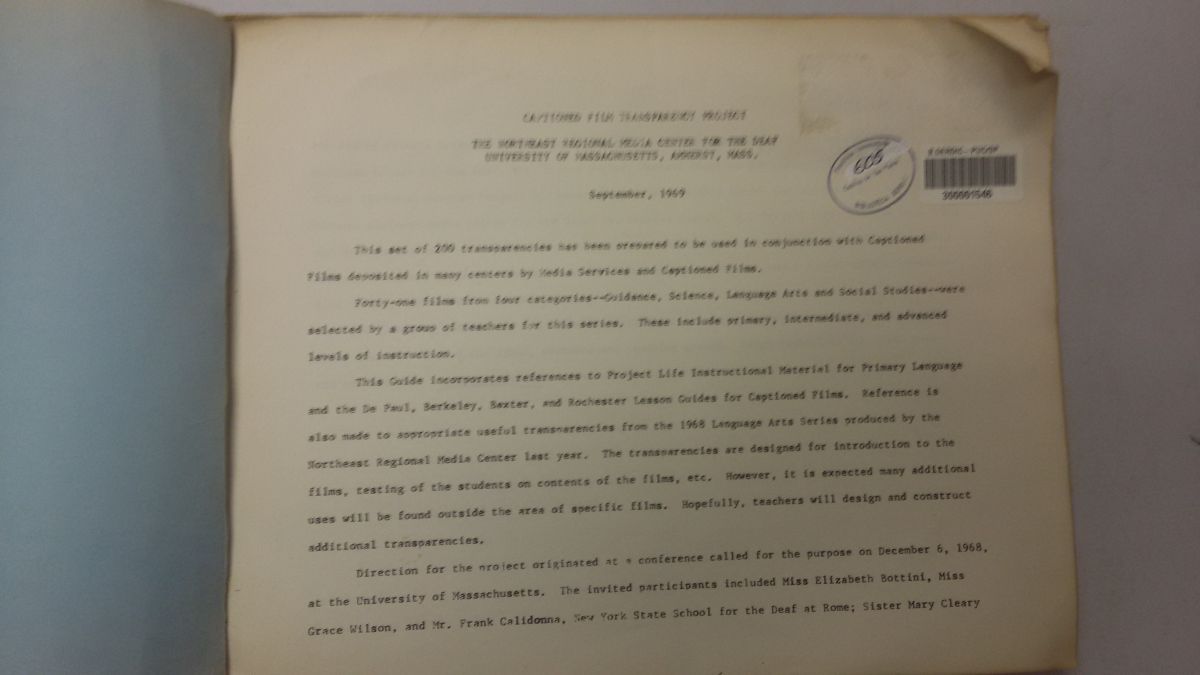 CAPTIONED FILM TRANSPARENCY PROJECT
THE NORTHEAST REGIONAL MEDIA CENTER FOR THE DEAF
UNIVERSITY OF MASSACHUSETTS, AMHERST, MASS.
605
300001546
September, 1969
This set of 200 transparencies has been prepared to be used in conjunction with Captioned
Films deposited in many centers by Media Services and Captioned Films.
Forty-one films from four categories--Guidance, Science, Language Arts and Social Studies--were
selected by a group of teachers for this series. These include primary, intermediate, and advanced
levels of instruction.
This Guide incorporates references to Project Life Instructional Material for Primary Language
and the De Paul, Berkeley, Baxter, and Rochester Lesson Guides for Captioned Films. Reference is
also made to appropriate useful transparencies from the 1968 Language Arts Series produced by the
Northeast Regional Media Center last year. The transparencies are designed for introduction to the
films, testing of the students on contents of the films, etc. However, it is expected many additional
uses will be found outside the area of specific films. Hopefully, teachers will design and construct
additional transparencies.
Direction for the project originated at a conference called for the purpose on December 6, 1968,
at the University of Massachusetts. The invited participants included Miss Elizabeth Bottini, Miss
Grace Wilson, and Mr. Frank Calidonna, New York State School for the Deaf at Rome; Sister Mary Cleary